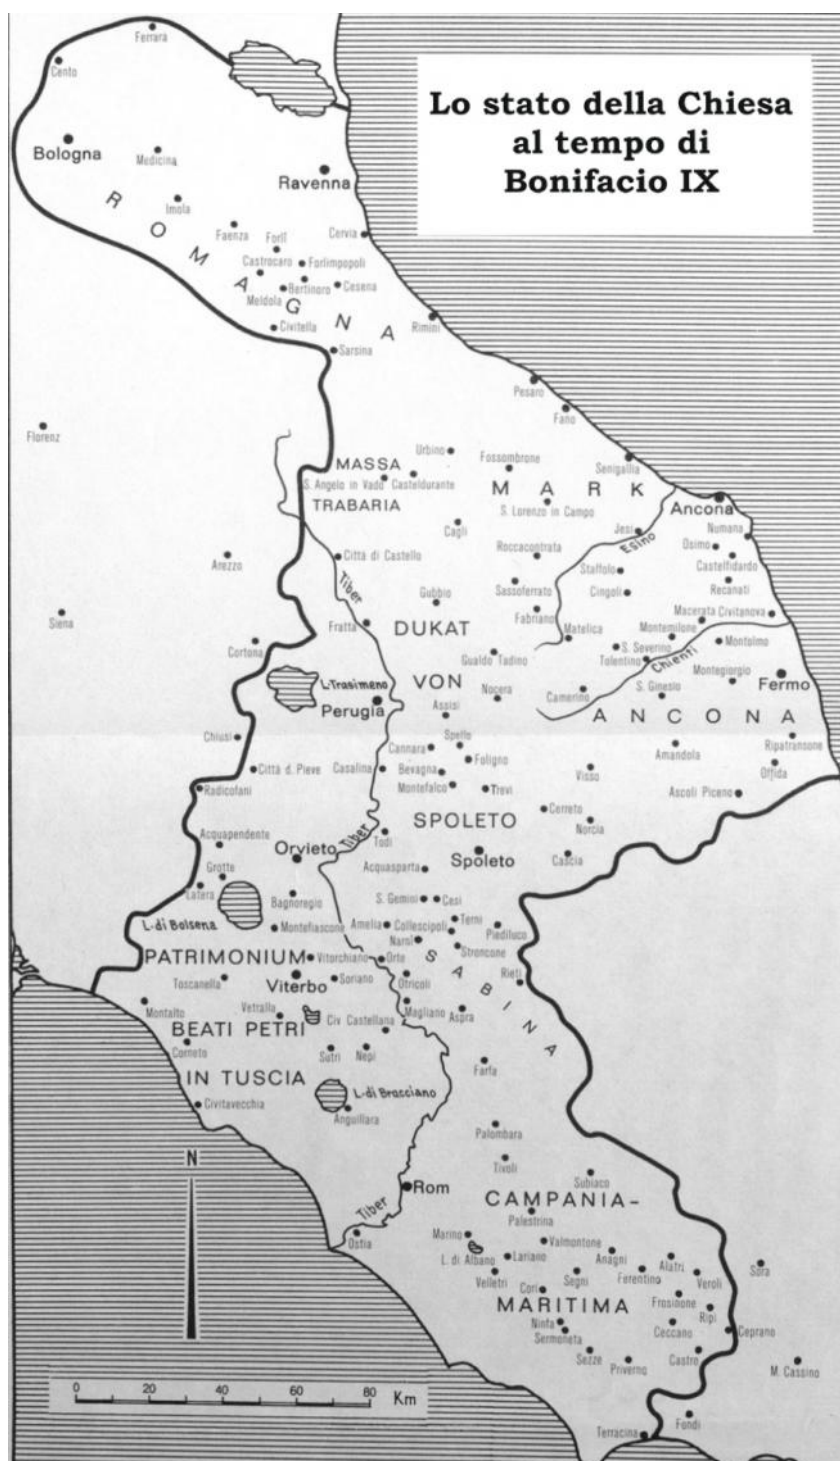 Lo stato della Chiesa
al tempo di
Bonifacio IX
Ferrara
Cento
Bologna
Medicina
Ravenna
Imola
ROMAGNA
Faenza
Forlì
Cervia
Castrocaro
Forlimpopoli
Bertinoro
Cesena
Meldola
Civitella
Rimini
Sarsina
Pesaro
Fano
Florenz
Urbino
Fossombrone
Senigallia
MASSA
TRABARIA
S. Angelo in Vado
Casteldurante
MARK
Ancona
S. Lorenzo in Campo
Cagli
Jesi
Esino
Numana
Osimo
Castelfidardo
Roccacontrata
Arezzo
Città di Castello
Tiber
Staffolo
Recanati
Sassoferrato
Cingoli
Gubbio
Siena
Fabriano
Macerata
Civitanova
Fratta
DUKAT
Matelica
Montemilone
Montolmo
Cortona
S. Severino
Gualdo Tadino
Tolentino
Chienti
Montegiorgio
L. Trasimeno
VON
Fermo
Perugia
Nocera
Camerino
S. Ginesio
Assisi
ANCONA
Chiusi
Cannara
Spello
Ripatransone
Amandola
Foligno
Città d. Pieve
Casalina
Bevagna
Visso
Offida
Radicofani
Montefalco
Trevi
Ascoli Piceno
Cerreto
SPOLETO
Norcia
Acquapendente
Tiber
Todi
Orvieto
Spoleto
Cascia
Grotte
Acquasparta
Latera
Bagnoregio
S. Gemini
Cesi
L. di Bolsena
Montefiascone
Amelia
Collescipoli
Terni
Piediluco
Narni
Stroncone
PATRIMONIUM
Vitorchiano
Orte
SABINA
Toscanella
Viterbo
Soriano
Otricoli
Rieti
Montalto
Vetralla
Civ Castellana
Magliano
Aspra
BEATI PETRI
Corneto
Sutri
Nepi
Farfa
IN TUSCIA
L. di Bracciano
Civitavecchia
Anguillara
Palombara
N
Tivoli
Subiaco
Rom
CAMPANIA-
Tiber
Palestrina
Ostia
Marino
Valmontone
L. di Albano
Lariano
Anagni
Alatri
Sora
Velletri
Segni
Ferentino
Veroli
Cori
MARITIMA
Frosinone
Ripi
Ninfa
Sermoneta
Ceccano
Ceprano
Sezze
Priverno
Castro
M. Cassino
0 20 40 60 80 Km
Fondi
Terracina